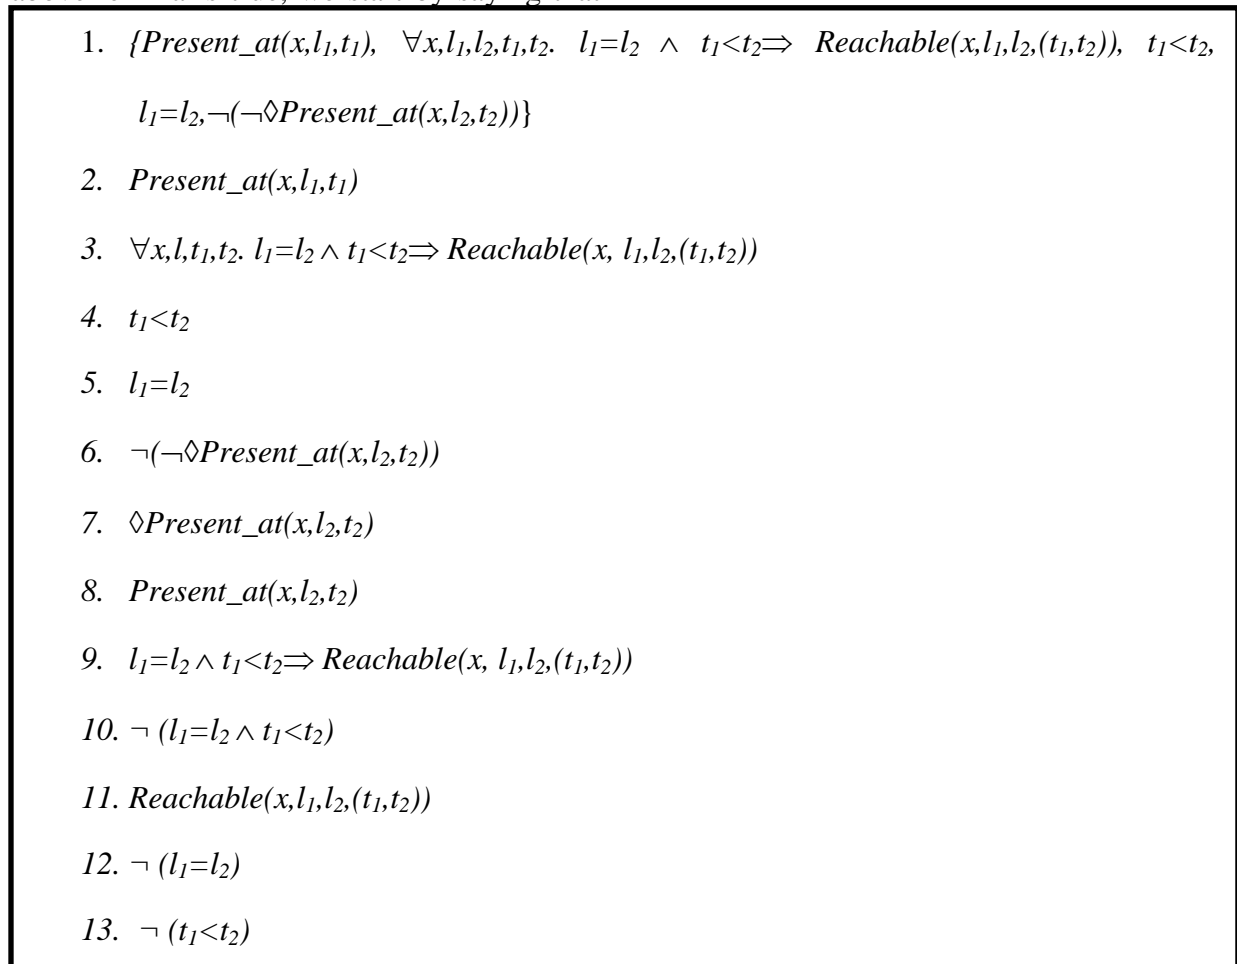 1. {Present_at(x,l₁,t₁), ∀x,l₁,l₂,t₁,t₂. l₁=l₂ ∧ t₁<t₂⇒ Reachable(x,l₁,l₂,(t₁,t₂)), t₁<t₂,
l₁=l₂,¬(¬◊Present_at(x,l₂,t₂))}
2. Present_at(x,l₁,t₁)
3. ∀x,l,t₁,t₂. l₁=l₂ ∧ t₁<t₂⇒ Reachable(x, l₁,l₂,(t₁,t₂))
4. t₁<t₂
5. l₁=l₂
6. ¬(¬◊Present_at(x,l₂,t₂))
7. ◊Present_at(x,l₂,t₂)
8. Present_at(x,l₂,t₂)
9. l₁=l₂ ∧ t₁<t₂⇒ Reachable(x, l₁,l₂,(t₁,t₂))
10. ¬ (l₁=l₂ ∧ t₁<t₂)
11. Reachable(x,l₁,l₂,(t₁,t₂))
12. ¬ (l₁=l₂)
13. ¬ (t₁<t₂)